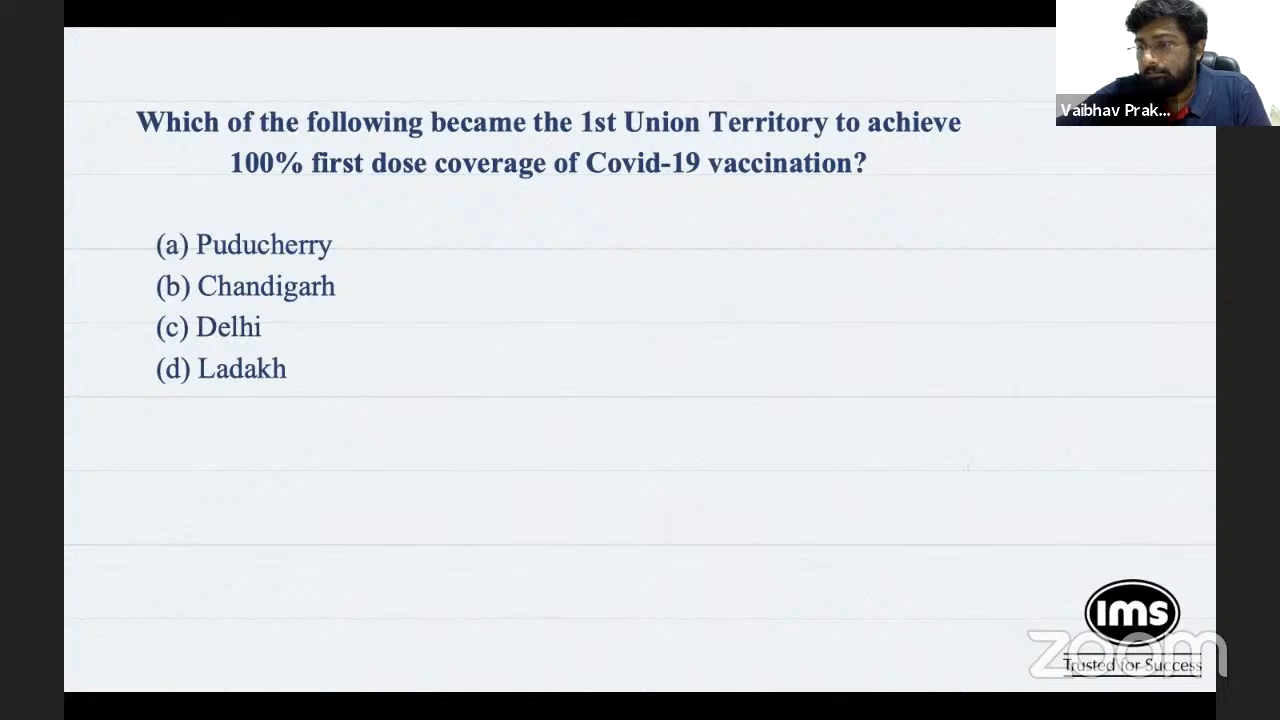 Vaibhav Prak...
Which of the following became the 1st Union Territory to achieve
100% first dose coverage of Covid-19 vaccination?
(a) Puducherry
(b) Chandigarh
(c) Delhi
(d) Ladakh
ims
zoom
Trusted for Success